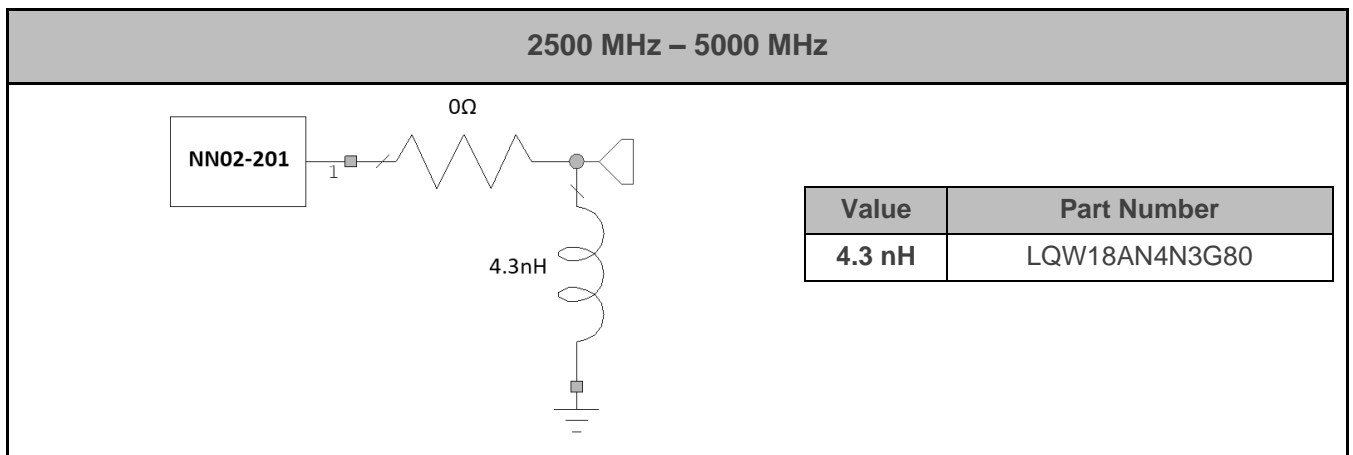 2500 MHz – 5000 MHz
0Ω
NN02-201
1
4.3nH
Value Part Number
4.3 nH LQW18AN4N3G80